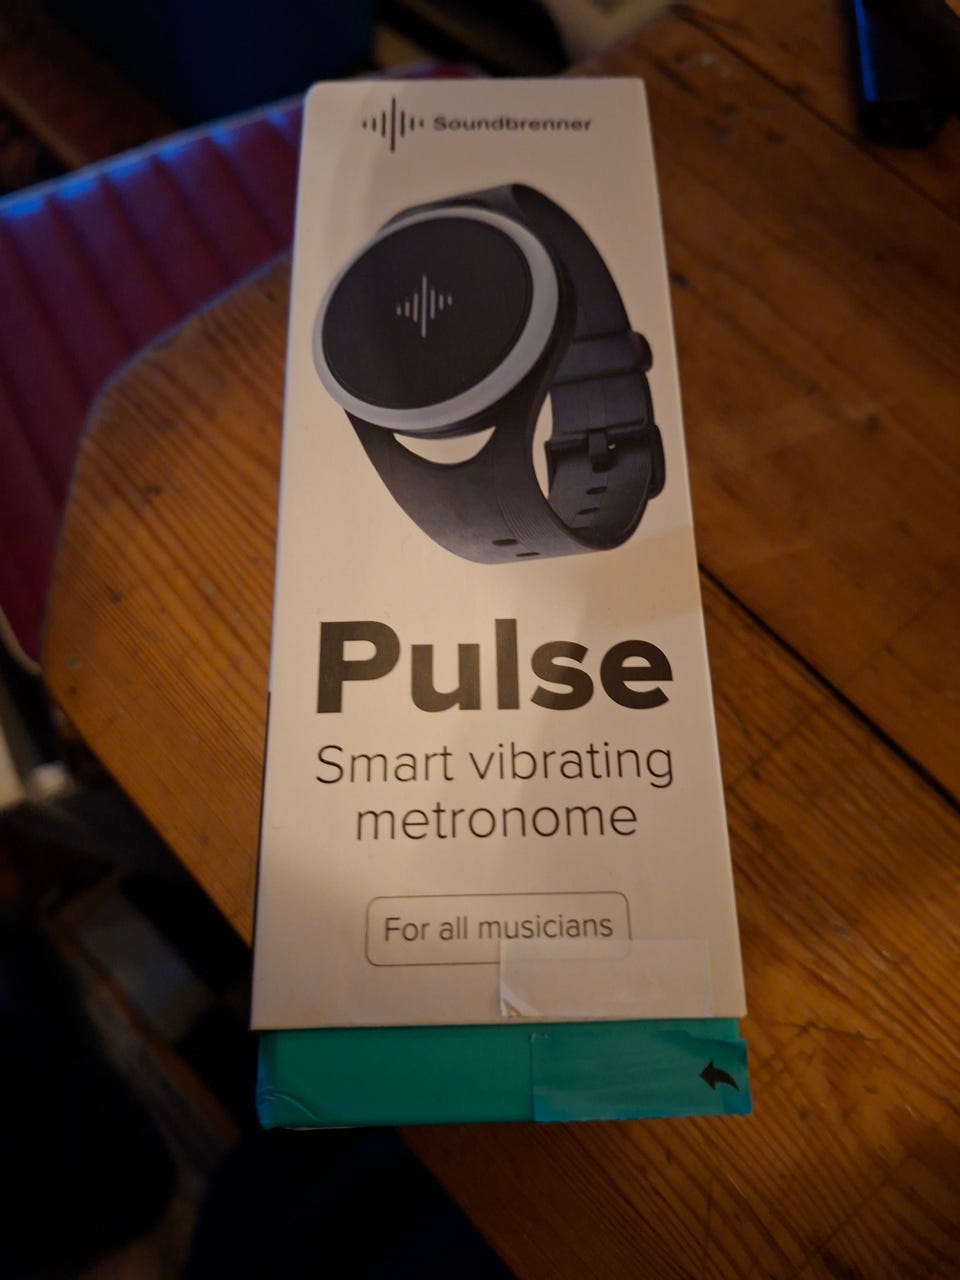 Soundbrenner
Pulse
Smart vibrating
metronome
For all musicians